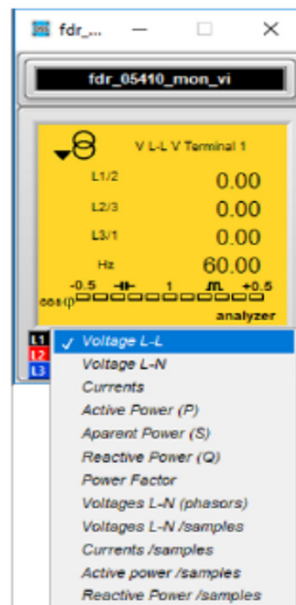 fdr_...
fdr_05410_mon_vi
V L-L V Terminal 1
L1/2 0.00
L2/3 0.00
L3/1 0.00
Hz 60.00
-0.5 1 +0.5
cos(φ)
analyzer
L1
L2
L3
✓ Voltage L-L
Voltage L-N
Currents
Active Power (P)
Aparent Power (S)
Reactive Power (Q)
Power Factor
Voltages L-N (phasors)
Voltages L-N /samples
Currents /samples
Active power /samples
Reactive Power /samples